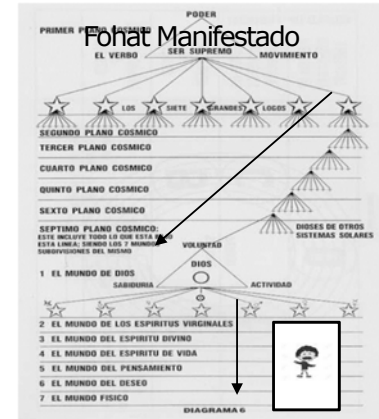 PODER
PRIMER PLANO COSMICO
Fohat Manifestado
EL VERBO
SER SUPREMO
MOVIMIENTO
LOS SIETE GRANDES LOGOS
SEGUNDO PLANO COSMICO
TERCER PLANO COSMICO
CUARTO PLANO COSMICO
QUINTO PLANO COSMICO
SEXTO PLANO COSMICO
SEPTIMO PLANO COSMICO:
ESTE INCLUYE TODO LO QUE ESTA BAJO
ESTA LINEA; SIENDO LOS 7 MUNDOS
SUBDIVISIONES DEL MISMO
DIOSES DE OTROS
SISTEMAS SOLARES
VOLUNTAD
DIOS
1 EL MUNDO DE DIOS
SABIDURIA
ACTIVIDAD
2 EL MUNDO DE LOS ESPIRITUS VIRGINALES
3 EL MUNDO DEL ESPIRITU DIVINO
4 EL MUNDO DEL ESPIRITU DE VIDA
5 EL MUNDO DEL PENSAMIENTO
6 EL MUNDO DEL DESEO
7 EL MUNDO FISICO
DIAGRAMA 6